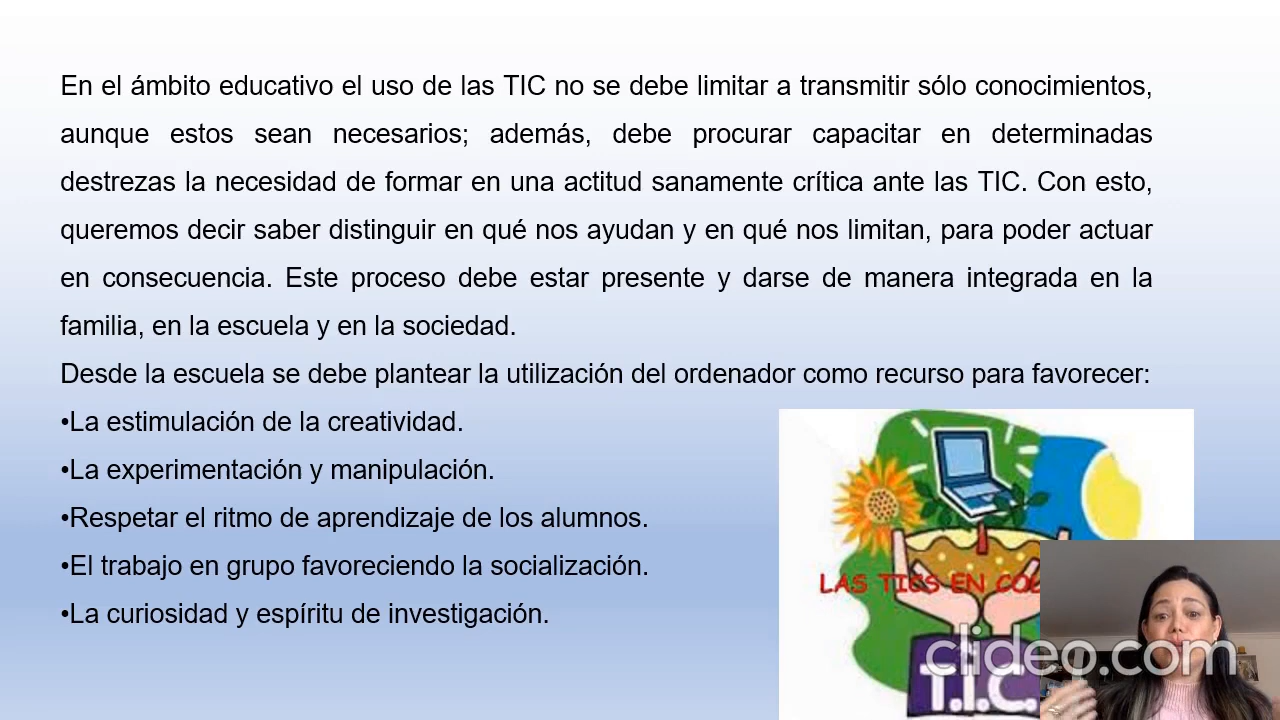 En el ámbito educativo el uso de las TIC no se debe limitar a transmitir sólo conocimientos,
aunque estos sean necesarios; además, debe procurar capacitar en determinadas
destrezas la necesidad de formar en una actitud sanamente crítica ante las TIC. Con esto,
queremos decir saber distinguir en qué nos ayudan y en qué nos limitan, para poder actuar
en consecuencia. Este proceso debe estar presente y darse de manera integrada en la
familia, en la escuela y en la sociedad.
Desde la escuela se debe plantear la utilización del ordenador como recurso para favorecer:
•La estimulación de la creatividad.
•La experimentación y manipulación.
•Respetar el ritmo de aprendizaje de los alumnos.
•El trabajo en grupo favoreciendo la socialización.
•La curiosidad y espíritu de investigación.
LAS TICS EN
clideo.com
T.I.C.